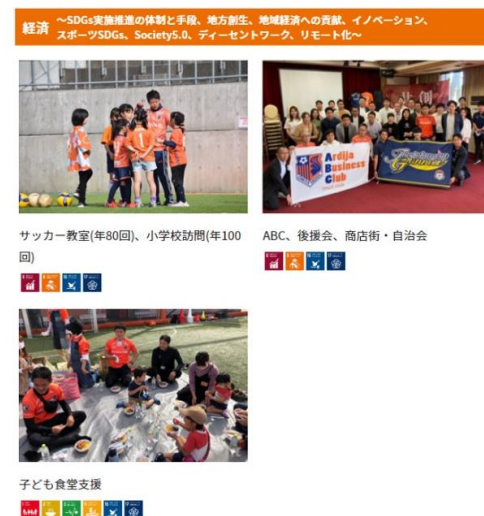 経済
～SDGs実施推進の体制と手段、地方創生、地域経済への貢献、イノベーション、
スポーツSDGs、Society5.0、ディーセントワーク、リモート化～
Ardija
Business
Club
サッカー教室(年80回)、小学校訪問(年100
回)
ABC、後援会、商店街・自治会
子ども食堂支援